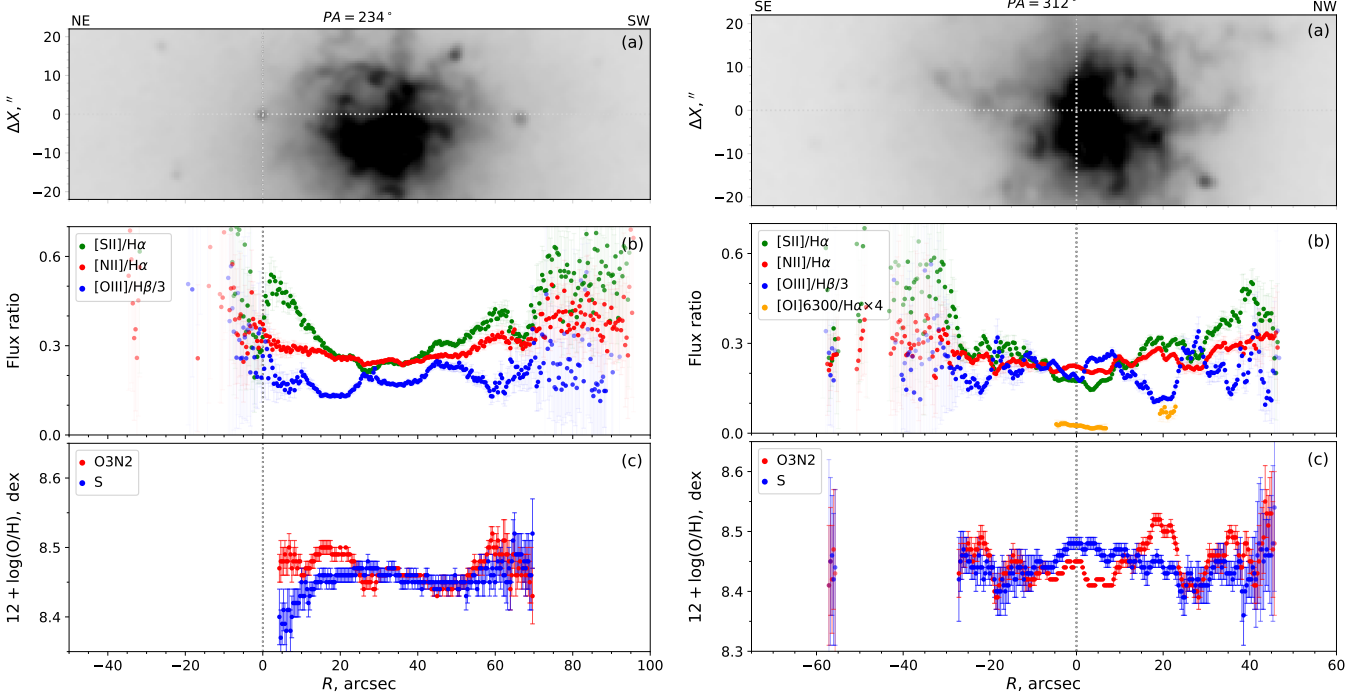 NE
PA = 234°
SW
(a)
ΔX, ″
20
10
0
−10
−20
[SII]/Hα
[NII]/Hα
[OIII]/Hβ/3
(b)
Flux ratio
0.6
0.3
0.0
O3N2
S
(c)
12 + log(O/H), dex
8.6
8.5
8.4
−40 −20 0 20 40 60 80 100
R, arcsec
SE
PA = 312°
NW
(a)
ΔX, ″
20
10
0
−10
−20
[SII]/Hα
[NII]/Hα
[OIII]/Hβ/3
[OI]6300/Hα×4
(b)
Flux ratio
0.6
0.3
0.0
O3N2
S
(c)
12 + log(O/H), dex
8.6
8.5
8.4
8.3
−60 −40 −20 0 20 40 60
R, arcsec